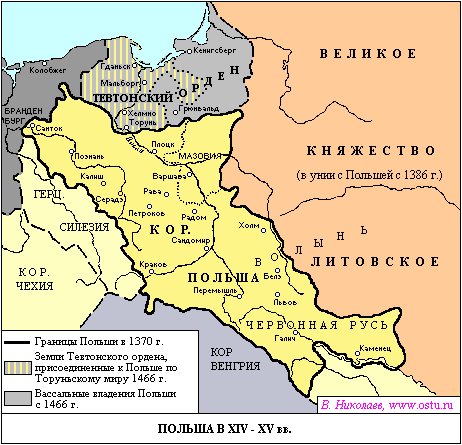 Кенигсберг
ВЕЛИКОЕ
Колобжег
Гданьск
Мальборг
ТЕВТОНСКИЙ ОРДЕН
Грюнвальд
БРАНДЕН
БУРГ
Хелмно
Торунь
Санток
Плоцк
МАЗОВИЯ
КНЯЖЕСТВО
(в унии с Польшей с 1386 г.)
Познань
Варшава
Калиш
Рава
ГЕРЦ.
СИЛЕЗИЯ
Серадз
Петроков
Радом
Холм
КОР.
Сандомир
ВОЛЫНЬ
ЛИТОВСКОЕ
КОР.
ЧЕХИЯ
Краков
ПОЛЬША
Белз
Перемышль
Львов
ЧЕРВОННАЯ РУСЬ
Галич
Каменец
КОР
ВЕНГРИЯ
Границы Польши в 1370 г.
Земли Тевтонского ордена,
присоединенные к Польше по
Торуньскому миру 1466 г.
Вассальные владения Польши
с 1466 г.
В. Николаев, www.ostu.ru
ПОЛЬША В XIV - XV вв.